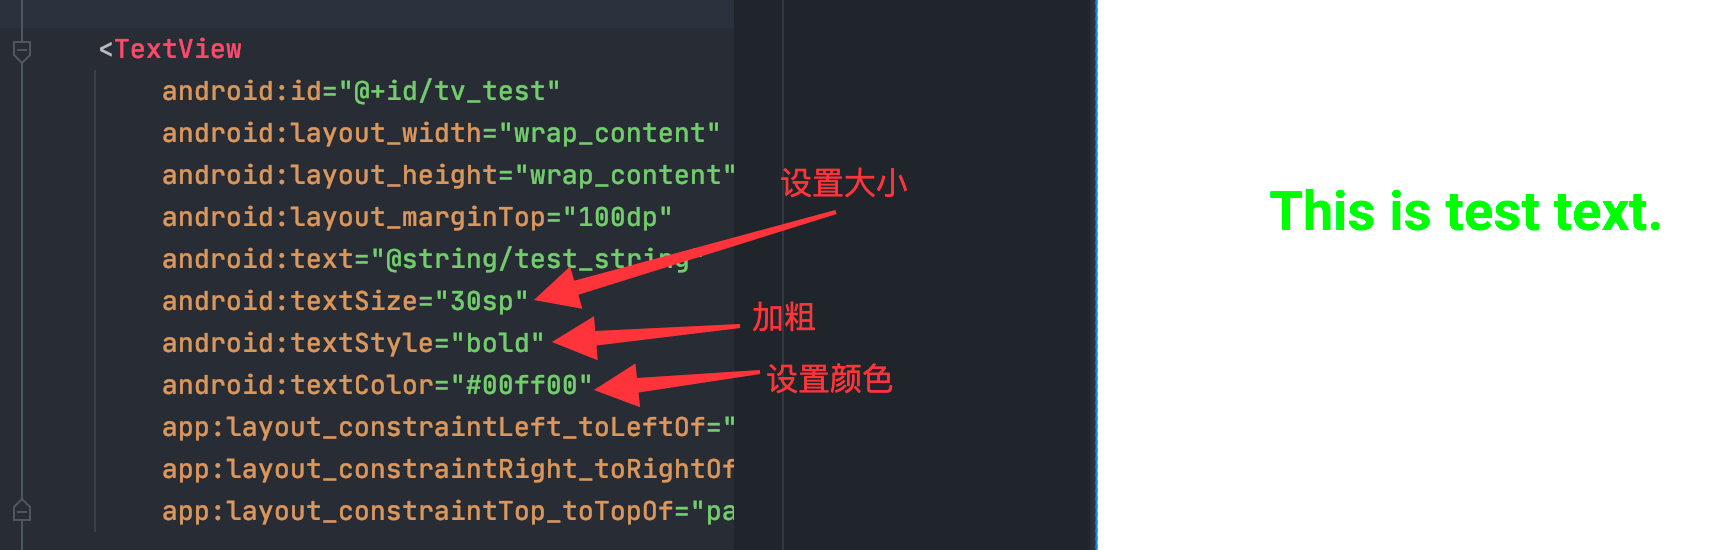 <TextView
android:id="@+id/tv_test"
android:layout_width="wrap_content"
android:layout_height="wrap_content"
android:layout_marginTop="100dp"
android:text="@string/test_string"
android:textSize="30sp"
android:textStyle="bold"
android:textColor="#00ff00"
app:layout_constraintLeft_toLeftOf="
app:layout_constraintRight_toRightOf
app:layout_constraintTop_toTopOf="pa
设置大小
加粗
设置颜色
This is test text.